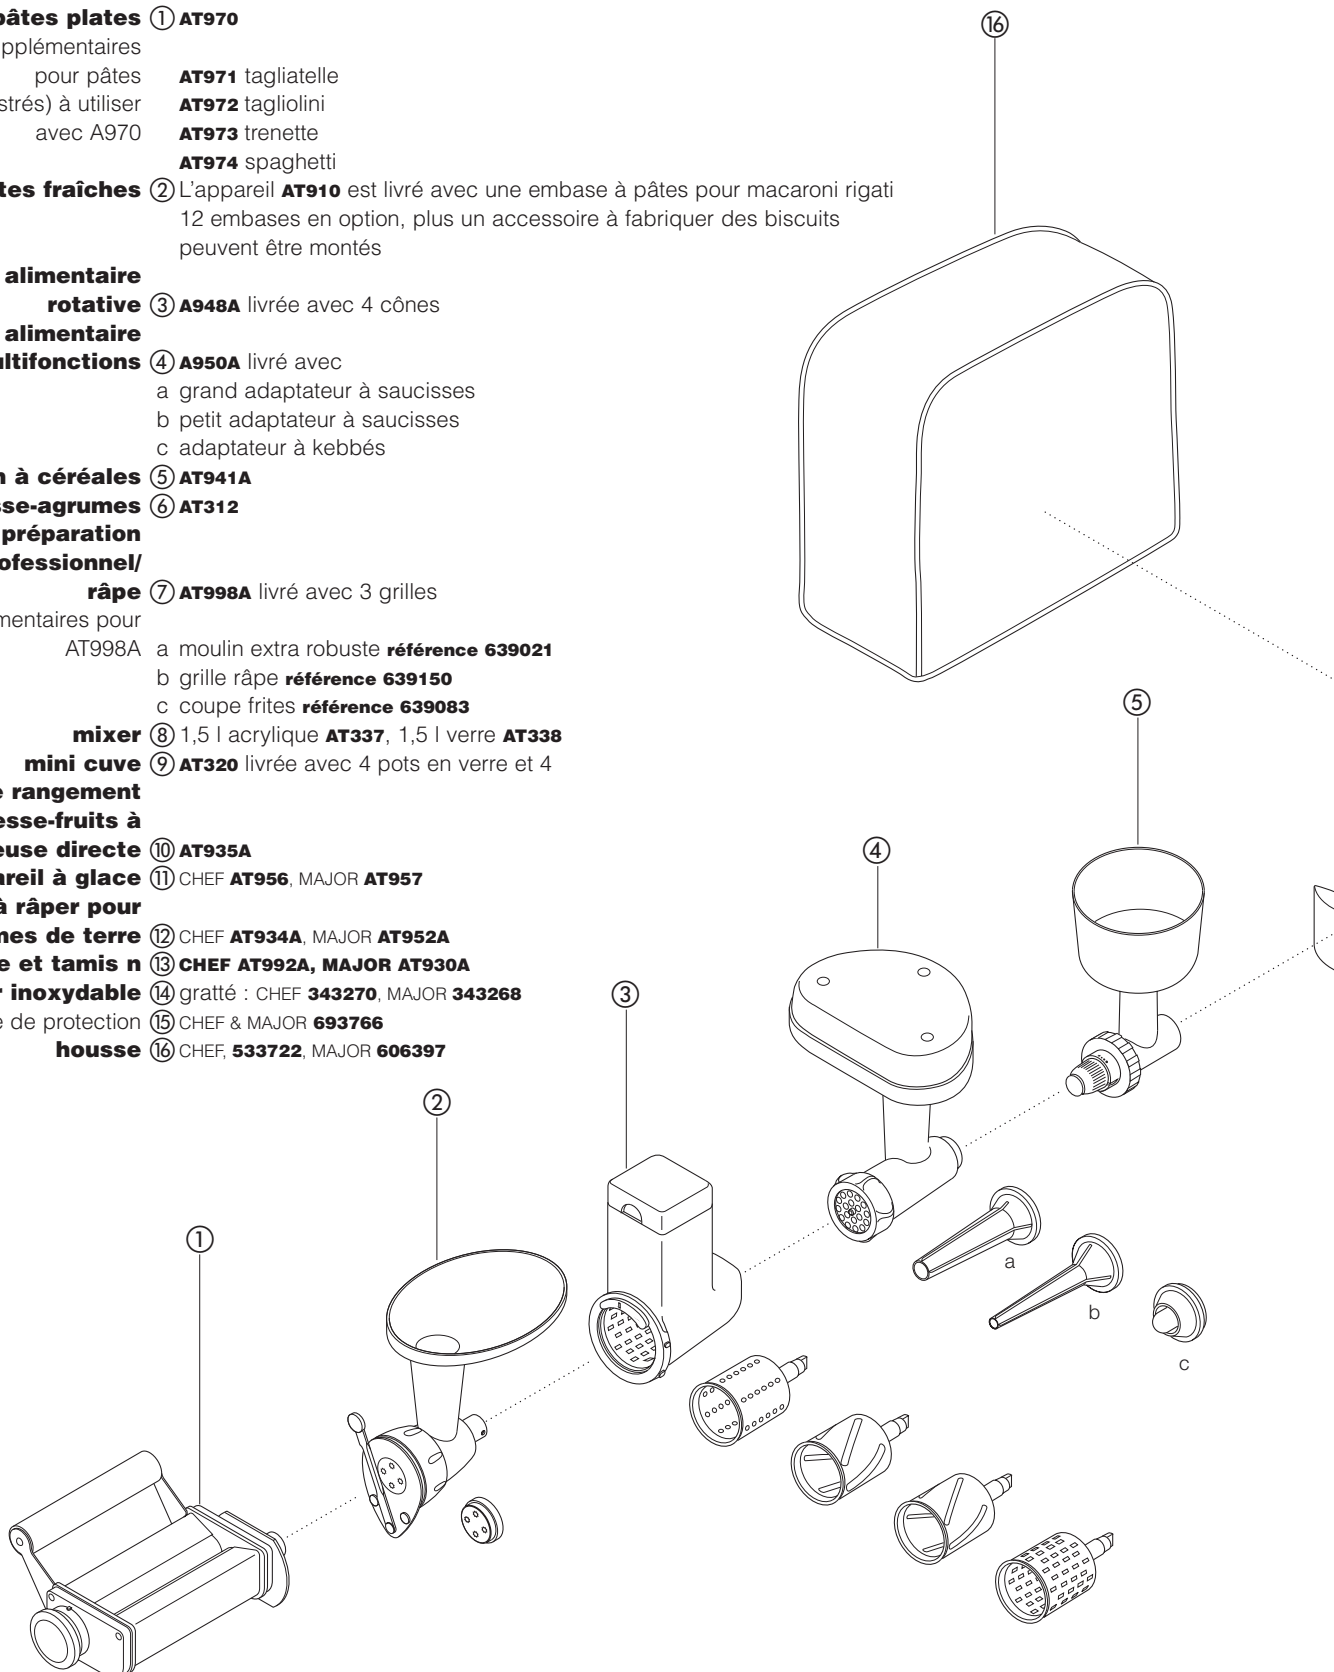 pâtes plates ① AT970
pplémentaires
pour pâtes AT971 tagliatelle
strés) à utiliser AT972 tagliolini
avec A970 AT973 trenette
AT974 spaghetti
tes fraîches ② L'appareil AT910 est livré avec une embase à pâtes pour macaroni rigati
12 embases en option, plus un accessoire à fabriquer des biscuits
peuvent être montés
alimentaire
rotative ③ A948A livrée avec 4 cônes
alimentaire
ultifonctions ④ A950A livré avec
a grand adaptateur à saucisses
b petit adaptateur à saucisses
c adaptateur à kebbés
n à céréales ⑤ AT941A
sse-agrumes ⑥ AT312
préparation
ofessionnel/
râpe ⑦ AT998A livré avec 3 grilles
mentaires pour
AT998A a moulin extra robuste référence 639021
b grille râpe référence 639150
c coupe frites référence 639083
mixer ⑧ 1,5 l acrylique AT337, 1,5 l verre AT338
mini cuve ⑨ AT320 livrée avec 4 pots en verre et 4
e rangement
esse-fruits à
euse directe ⑩ AT935A
areil à glace ⑪ CHEF AT956, MAJOR AT957
à râper pour
mes de terre ⑫ CHEF AT934A, MAJOR AT952A
e et tamis n ⑬ CHEF AT992A, MAJOR AT930A
r inoxydable ⑭ gratté : CHEF 343270, MAJOR 343268
e de protection ⑮ CHEF & MAJOR 693766
housse ⑯ CHEF, 533722, MAJOR 606397
⑯
⑤
④
③
②
①
a
b
c